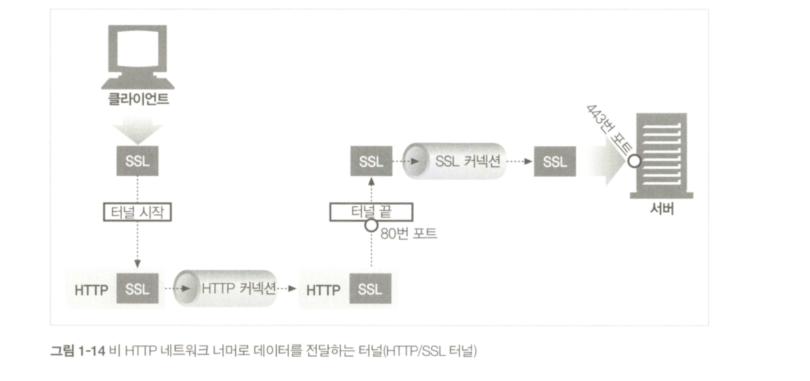 클라이언트
443번 포트
SSL
SSL
SSL 커넥션
SSL
서버
터널 시작
터널 끝
80번 포트
HTTP
SSL
HTTP 커넥션
HTTP
SSL
그림 1-14 비 HTTP 네트워크 너머로 데이터를 전달하는 터널(HTTP/SSL 터널)